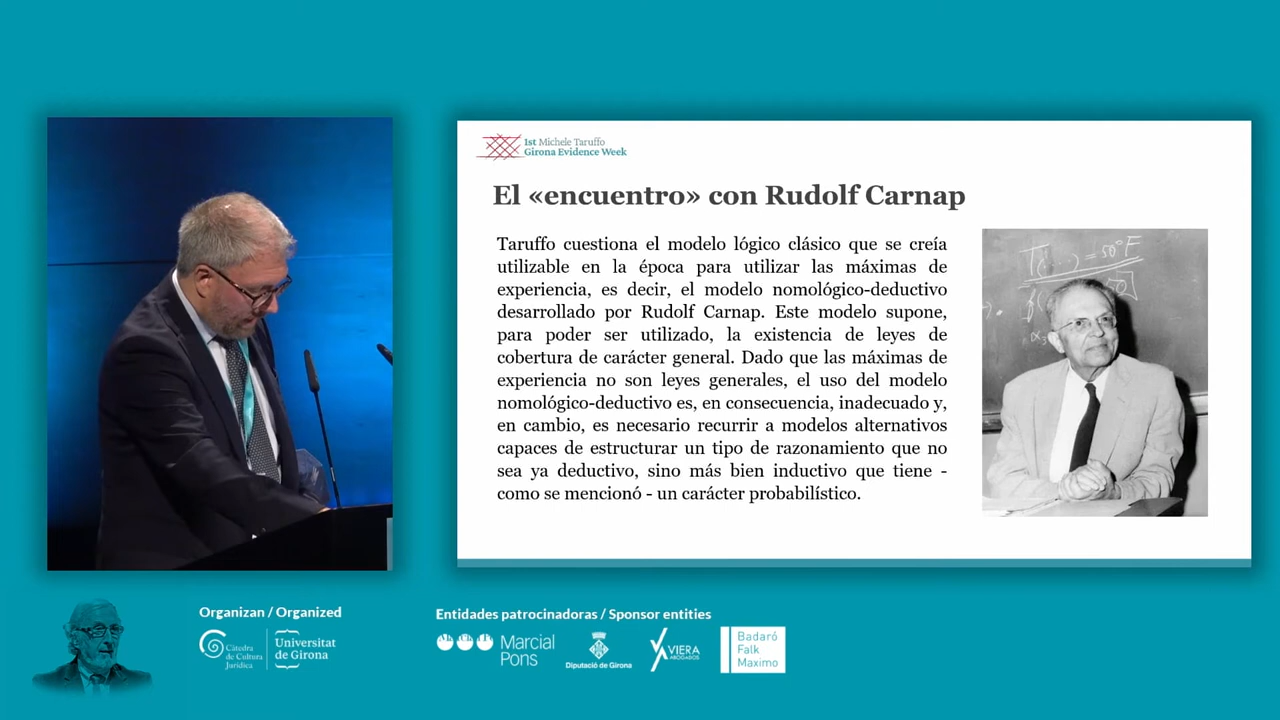 1st Michele Taruffo
Girona Evidence Week
El «encuentro» con Rudolf Carnap
Taruffo cuestiona el modelo lógico clásico que se creía
utilizable en la época para utilizar las máximas de
experiencia, es decir, el modelo nomológico-deductivo
desarrollado por Rudolf Carnap. Este modelo supone,
para poder ser utilizado, la existencia de leyes de
cobertura de carácter general. Dado que las máximas de
experiencia no son leyes generales, el uso del modelo
nomológico-deductivo es, en consecuencia, inadecuado y,
en cambio, es necesario recurrir a modelos alternativos
capaces de estructurar un tipo de razonamiento que no
sea ya deductivo, sino más bien inductivo que tiene -
como se mencionó - un carácter probabilístico.
Organizan / Organized
Càtedra
de Cultura
Jurídica
Universitat
de Girona
Entidades patrocinadoras / Sponsor entities
Marcial
Pons
Diputació de Girona
VIERA
ABOGADOS
Badaró
Falk
Maximo